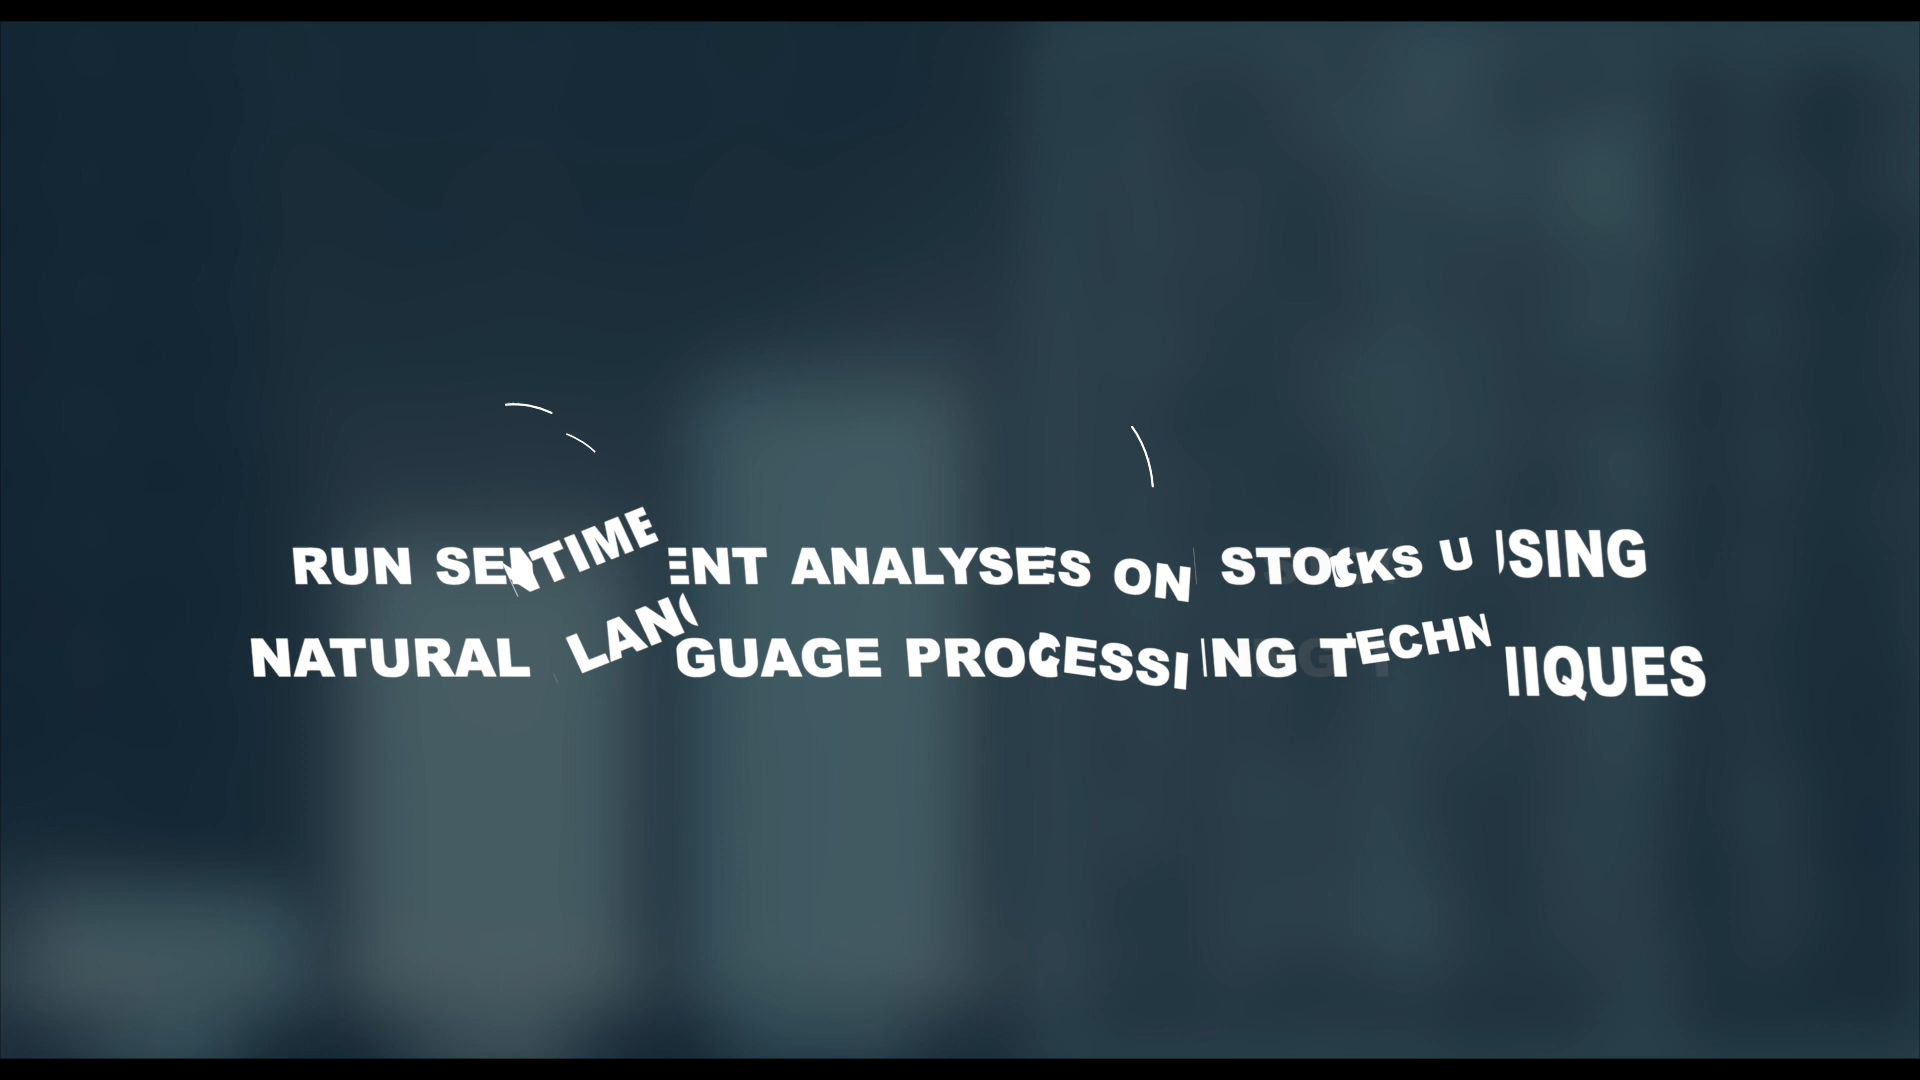 RUN SENTIMENT ANALYSES ON STOCKS USING
NATURAL LANGUAGE PROCESSING TECHNIQUES